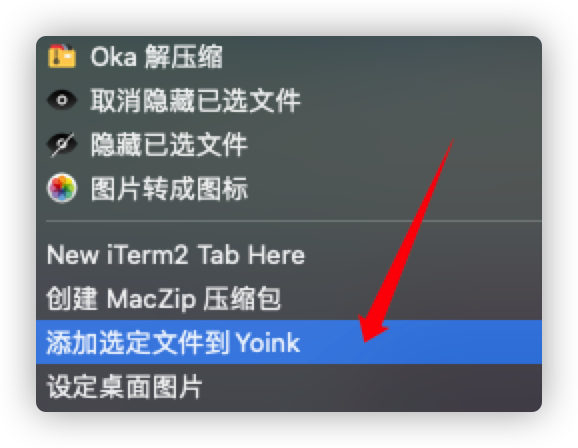 Oka 解压缩
取消隐藏已选文件
隐藏已选文件
图片转成图标
New iTerm2 Tab Here
创建 MacZip 压缩包
添加选定文件到 Yoink
设定桌面图片